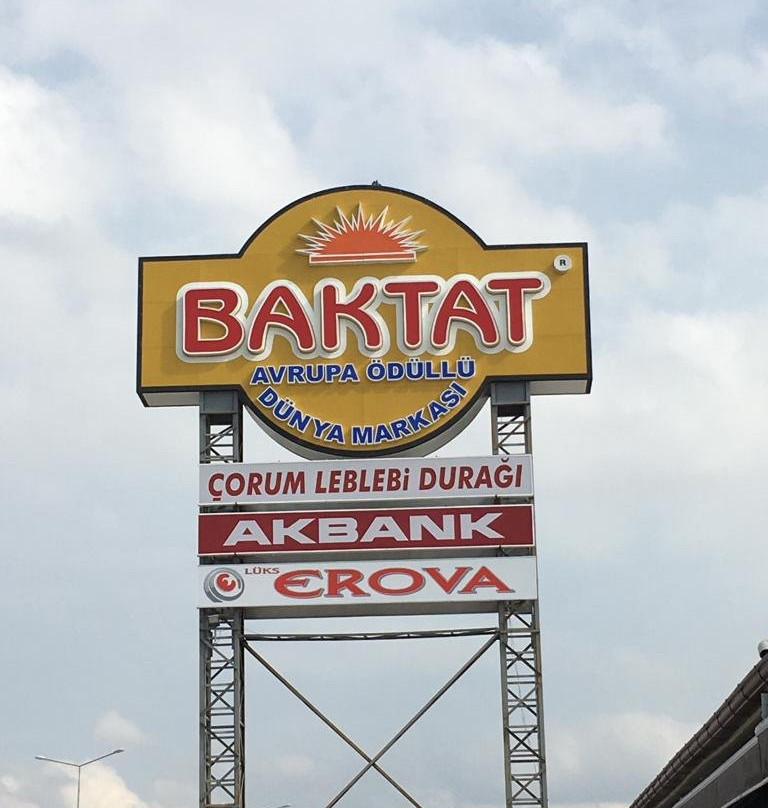 BAKTAT ®
AVRUPA ÖDÜLLÜ
DÜNYA MARKASI
ÇORUM LEBLEBi DURAĞI
AKBANK
LÜKS EROVA